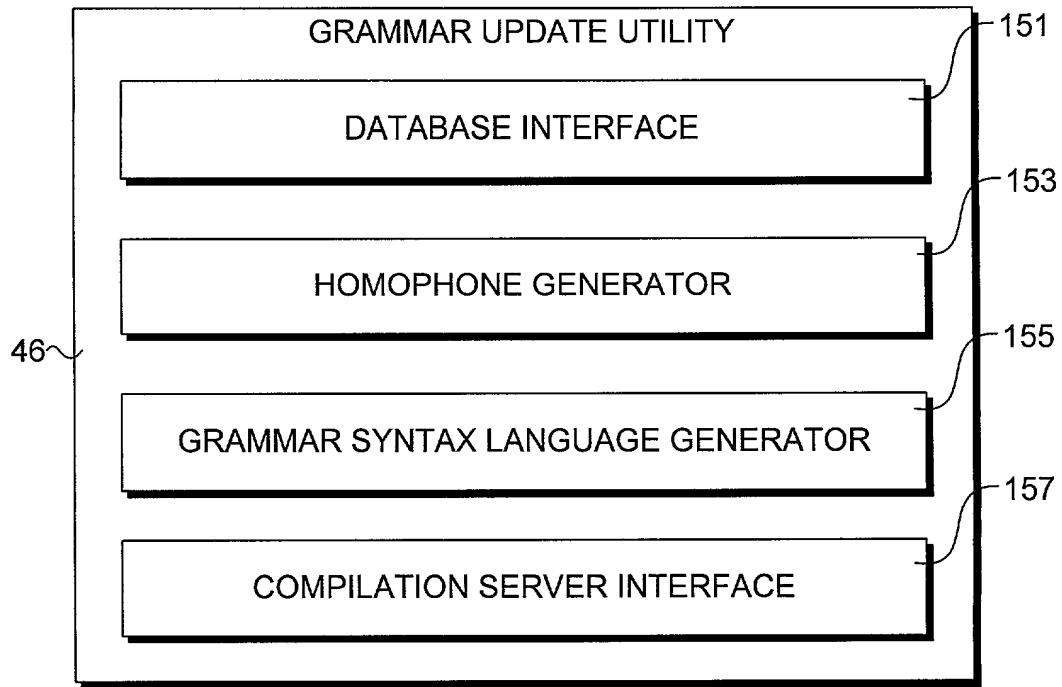 GRAMMAR UPDATE UTILITY
151
DATABASE INTERFACE
153
HOMOPHONE GENERATOR
46
155
GRAMMAR SYNTAX LANGUAGE GENERATOR
157
COMPILATION SERVER INTERFACE